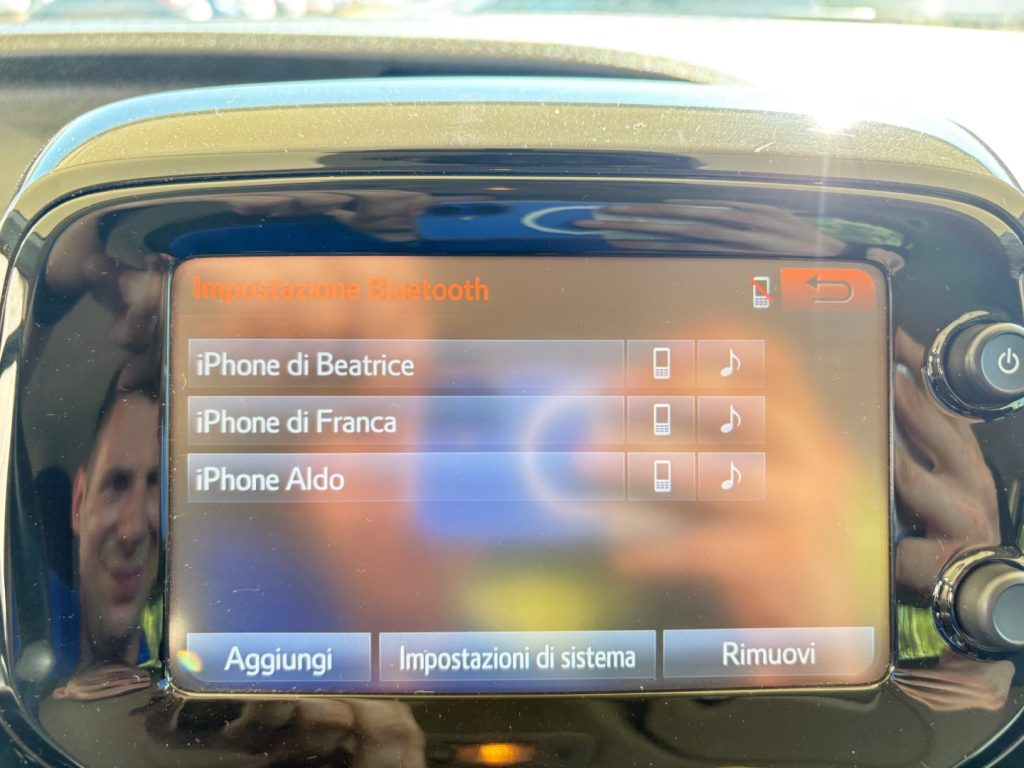 Impostazione Bluetooth
iPhone di Beatrice
iPhone di Franca
iPhone Aldo
Aggiungi
Impostazioni di sistema
Rimuovi